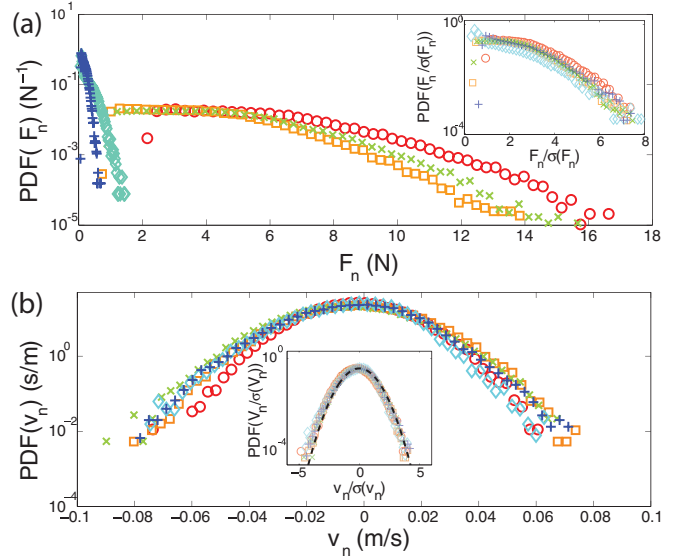 (a)
10^1
10^-1
10^-3
10^-5
PDF( F_n) (N^-1)
0 2 4 6 8 10 12 14 16 18
F_n (N)
10^0
10^-4
PDF(F_n/σ(F_n))
0 2 4 6 8
F_n/σ(F_n)
(b)
10^0
10^-2
10^-4
PDF(v_n) (s/m)
−0.1 −0.08 −0.06 −0.04 −0.02 0 0.02 0.04 0.06 0.08 0.1
v_n (m/s)
10^0
10^-4
PDF(V_n/σ(V_n))
−5 0 5
v_n/σ(v_n)